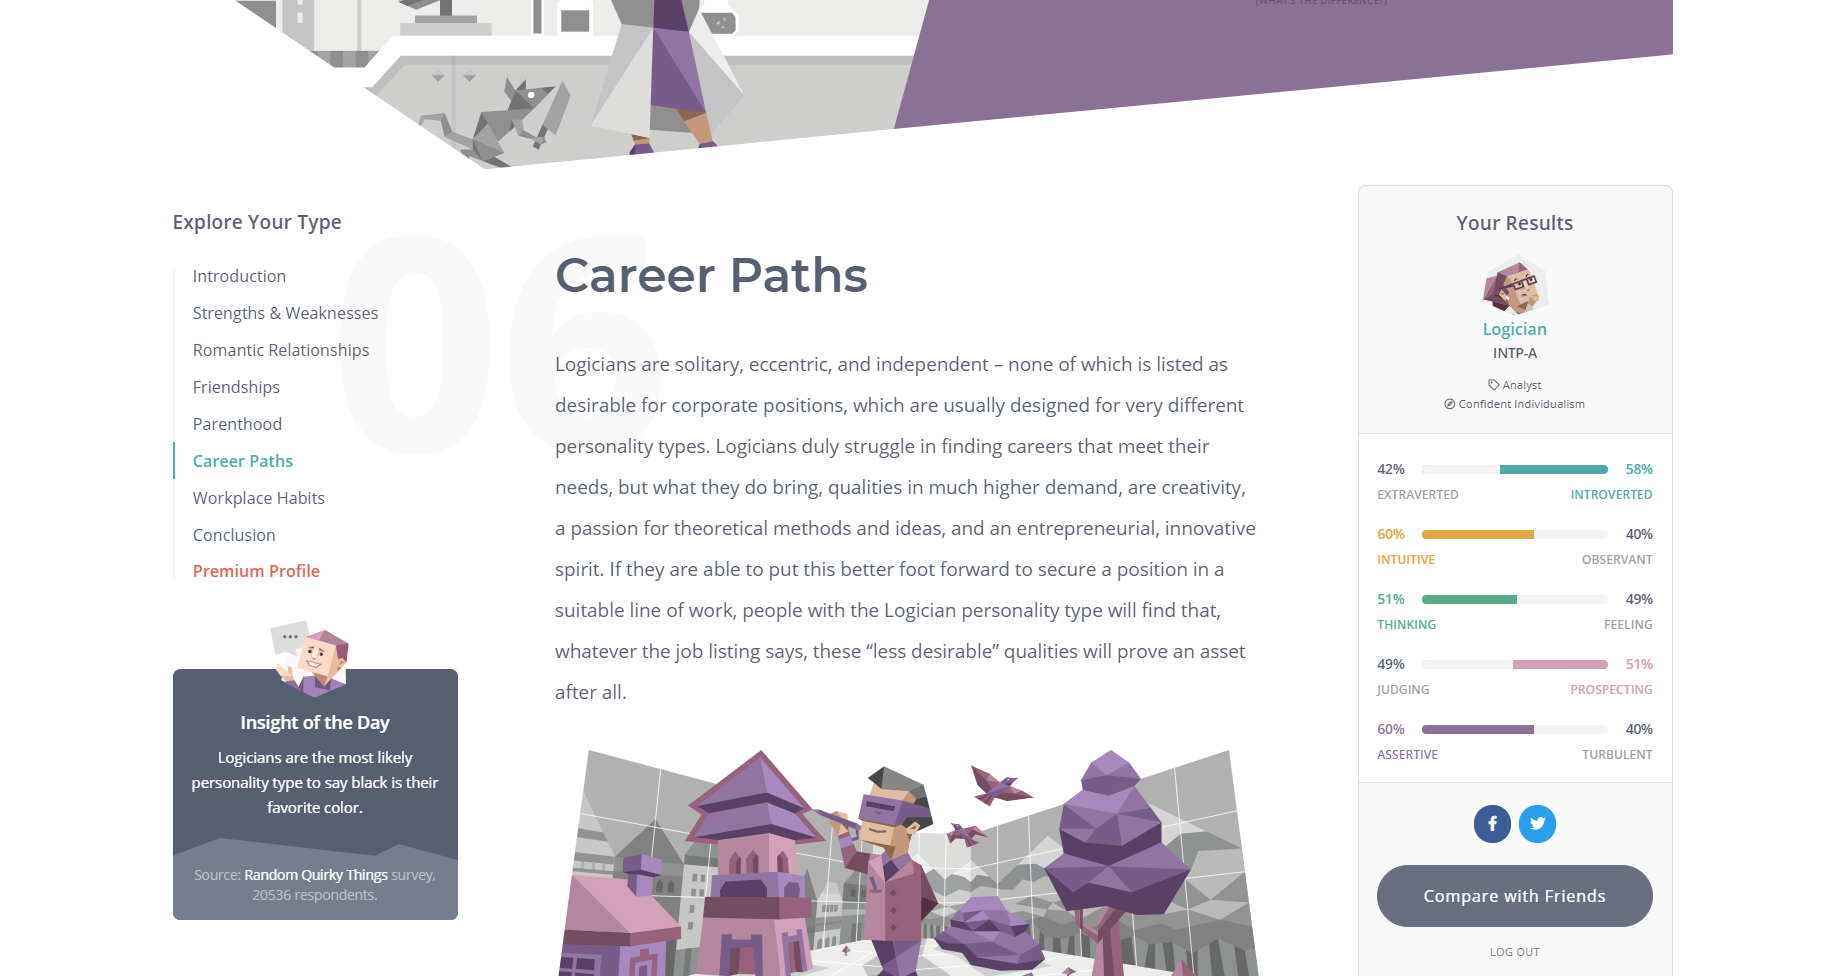 (WHAT'S THE DIFFERENCE?)
Explore Your Type
Introduction
Strengths & Weaknesses
Romantic Relationships
Friendships
Parenthood
Career Paths
Workplace Habits
Conclusion
Premium Profile
Insight of the Day
Logicians are the most likely
personality type to say black is their
favorite color.
Source: Random Quirky Things survey,
20536 respondents.
06
Career Paths
Logicians are solitary, eccentric, and independent – none of which is listed as
desirable for corporate positions, which are usually designed for very different
personality types. Logicians duly struggle in finding careers that meet their
needs, but what they do bring, qualities in much higher demand, are creativity,
a passion for theoretical methods and ideas, and an entrepreneurial, innovative
spirit. If they are able to put this better foot forward to secure a position in a
suitable line of work, people with the Logician personality type will find that,
whatever the job listing says, these “less desirable” qualities will prove an asset
after all.
Your Results
Logician
INTP-A
Analyst
Confident Individualism
42% 58%
EXTRAVERTED INTROVERTED
60% 40%
INTUITIVE OBSERVANT
51% 49%
THINKING FEELING
49% 51%
JUDGING PROSPECTING
60% 40%
ASSERTIVE TURBULENT
Compare with Friends
LOG OUT